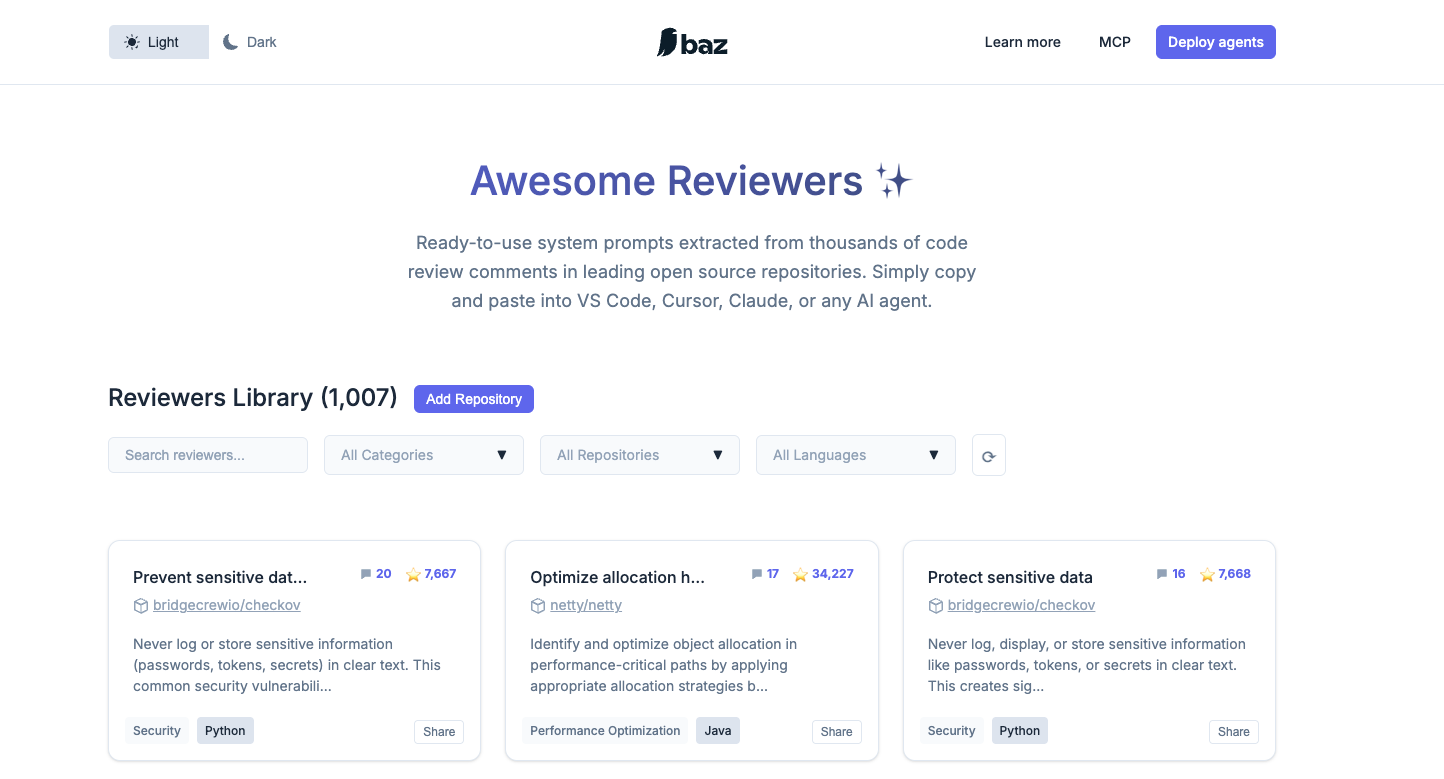 Light
Dark
baz
Learn more
MCP
Deploy agents
Awesome Reviewers
Ready-to-use system prompts extracted from thousands of code
review comments in leading open source repositories. Simply copy
and paste into VS Code, Cursor, Claude, or any AI agent.
Reviewers Library (1,007)
Add Repository
Search reviewers...
All Categories
All Repositories
All Languages
Prevent sensitive dat...
20
7,667
bridgecrewio/checkov
Never log or store sensitive information
(passwords, tokens, secrets) in clear text. This
common security vulnerabili...
Security
Python
Share
Optimize allocation h...
17
34,227
netty/netty
Identify and optimize object allocation in
performance-critical paths by applying
appropriate allocation strategies b...
Performance Optimization
Java
Share
Protect sensitive data
16
7,668
bridgecrewio/checkov
Never log, display, or store sensitive information
like passwords, tokens, or secrets in clear text.
This creates sig...
Security
Python
Share